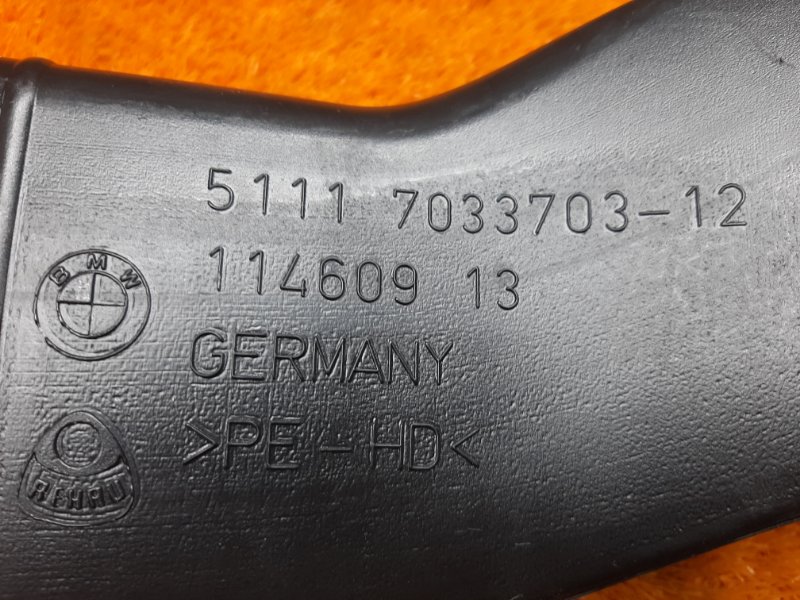 5111 7033703-12
114609 13
BMW
GERMANY
>PE-HD<
REHAU